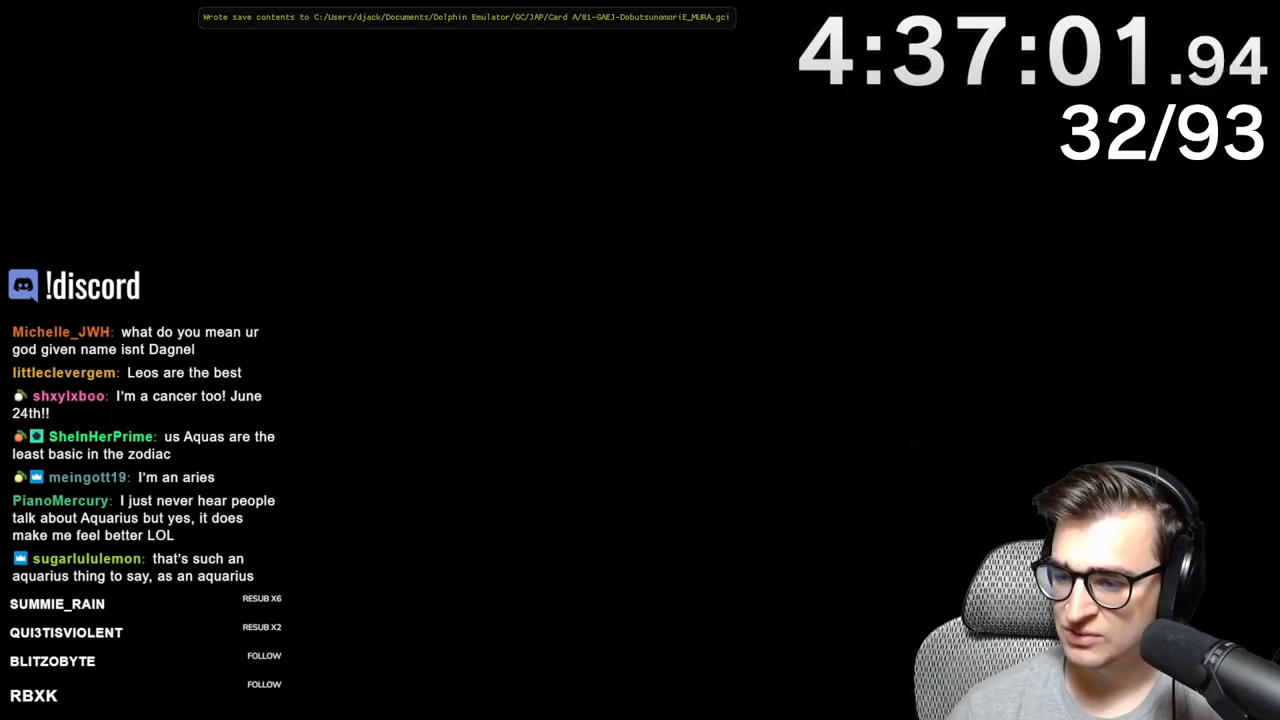 Wrote save contents to C:/Users/djack/Documents/Dolphin Emulator/GC/JAP/Card A/01-GAEJ-DobutsunomoriE_MURA.gci
4:37:01.94
32/93
!discord
Michelle_JWH: what do you mean ur
god given name isnt Dagnel
littleclevergem: Leos are the best
shxylxboo: I'm a cancer too! June
24th!!
SheInHerPrime: us Aquas are the
least basic in the zodiac
meingott19: I'm an aries
PianoMercury: I just never hear people
talk about Aquarius but yes, it does
make me feel better LOL
sugarlululemon: that's such an
aquarius thing to say, as an aquarius
SUMMIE_RAIN RESUB X6
QUI3TISVIOLENT RESUB X2
BLITZOBYTE FOLLOW
RBXK FOLLOW